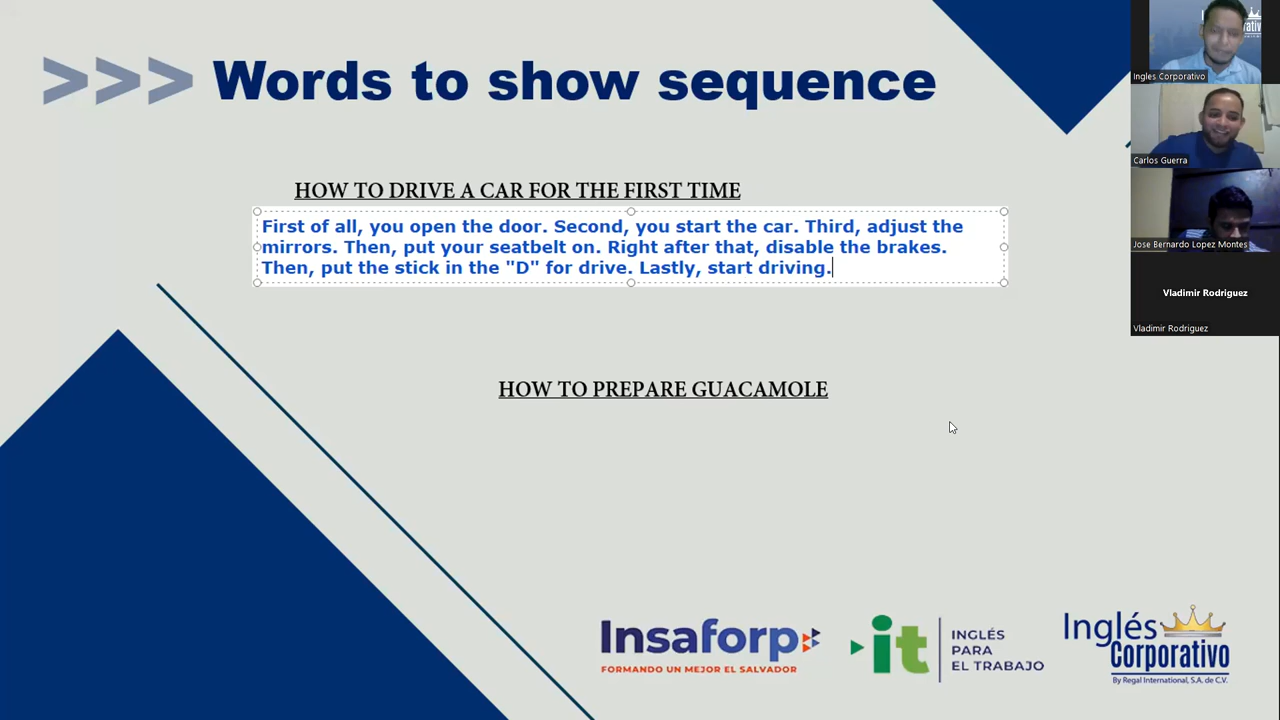 >>> Words to show sequence
HOW TO DRIVE A CAR FOR THE FIRST TIME
First of all, you open the door. Second, you start the car. Third, adjust the
mirrors. Then, put your seatbelt on. Right after that, disable the brakes.
Then, put the stick in the "D" for drive. Lastly, start driving.
HOW TO PREPARE GUACAMOLE
Insaforp
FORMANDO UN MEJOR EL SALVADOR
it
INGLÉS
PARA
EL TRABAJO
Inglés
Corporativo
By Regal International, S.A. de C.V.
Ingles Corporativo
Carlos Guerra
Jose Bernardo Lopez Montes
Vladimir Rodriguez
Vladimir Rodriguez